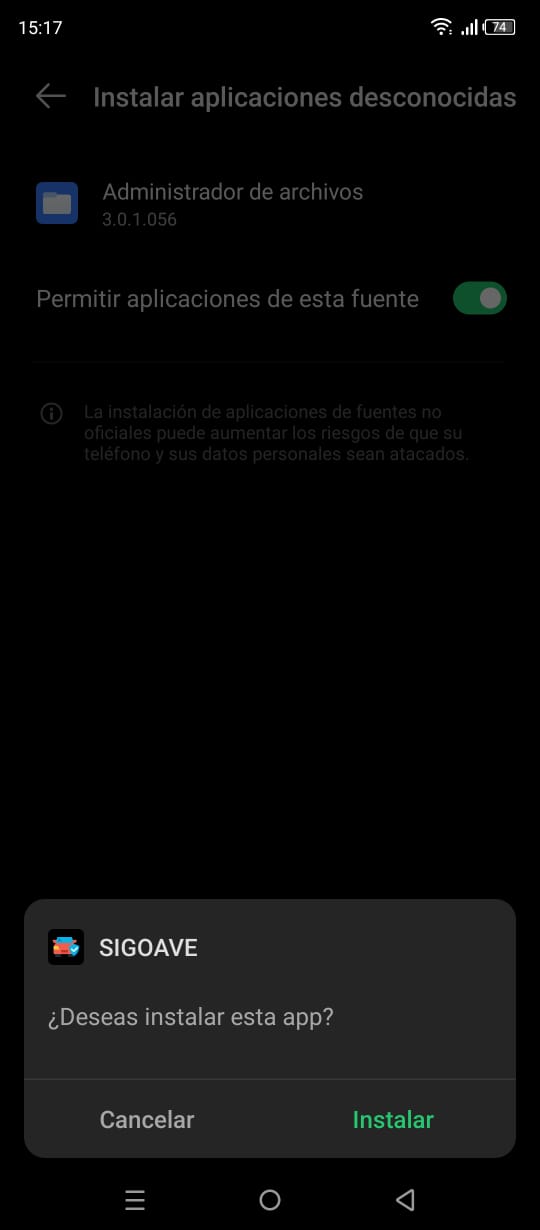 15:17
74
Instalar aplicaciones desconocidas
Administrador de archivos
3.0.1.056
Permitir aplicaciones de esta fuente
La instalación de aplicaciones de fuentes no
oficiales puede aumentar los riesgos de que su
teléfono y sus datos personales sean atacados.
SIGOAVE
¿Deseas instalar esta app?
Cancelar
Instalar